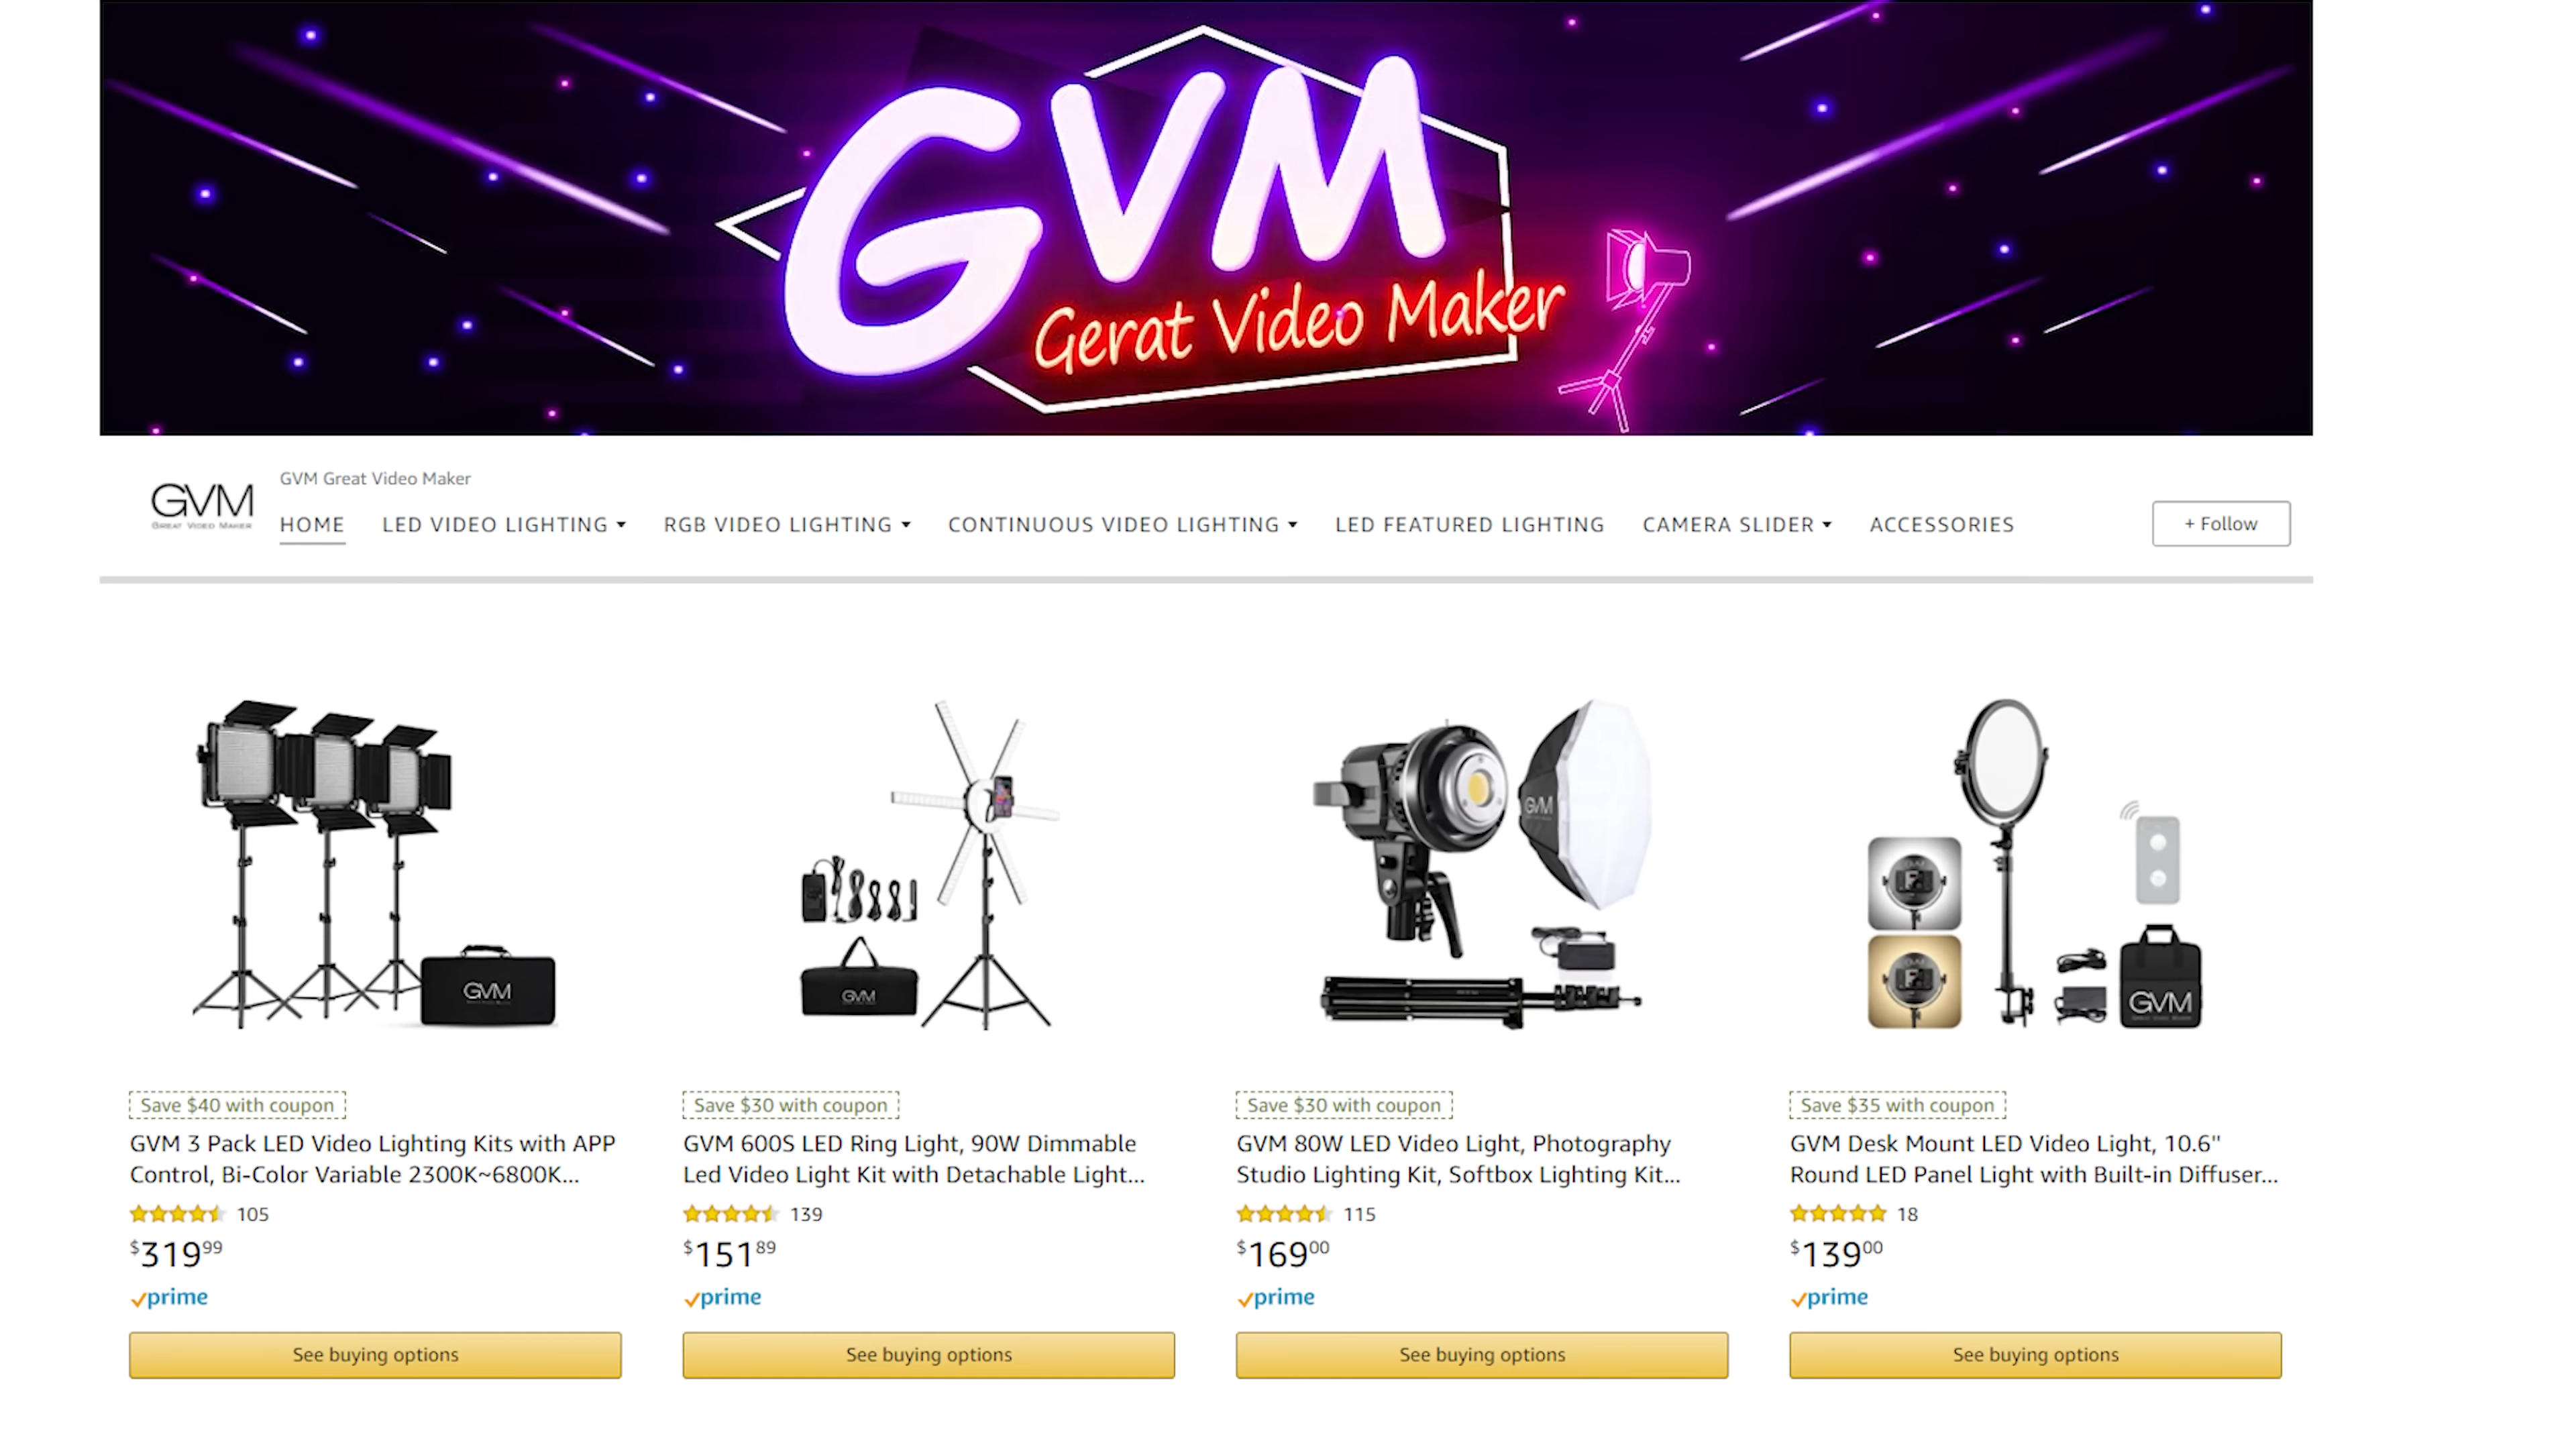 GVM
Gerat Video Maker
GVM
GREAT VIDEO MAKER
GVM Great Video Maker
HOME LED VIDEO LIGHTING RGB VIDEO LIGHTING CONTINUOUS VIDEO LIGHTING LED FEATURED LIGHTING CAMERA SLIDER ACCESSORIES
+ Follow
GVM
GVM
GVM
GVM
Save $40 with coupon
GVM 3 Pack LED Video Lighting Kits with APP
Control, Bi-Color Variable 2300K~6800K...
105
$319.99
prime
See buying options
Save $30 with coupon
GVM 600S LED Ring Light, 90W Dimmable
Led Video Light Kit with Detachable Light...
139
$151.89
prime
See buying options
Save $30 with coupon
GVM 80W LED Video Light, Photography
Studio Lighting Kit, Softbox Lighting Kit...
115
$169.00
prime
See buying options
Save $35 with coupon
GVM Desk Mount LED Video Light, 10.6"
Round LED Panel Light with Built-in Diffuser...
18
$139.00
prime
See buying options